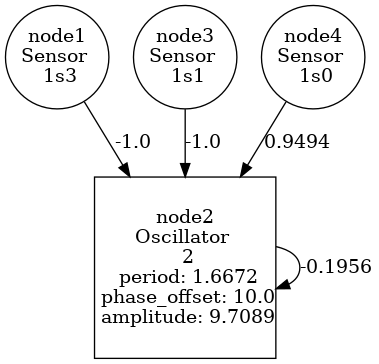 node1
Sensor
1s3
node3
Sensor
1s1
node4
Sensor
1s0
-1.0
-1.0
0.9494
node2
Oscillator
2
period: 1.6672
phase_offset: 10.0
amplitude: 9.7089
-0.1956